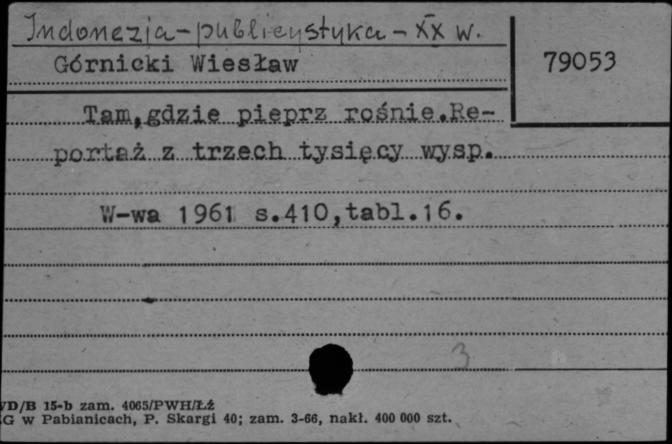 Indonezja - publicystyka - XX w.
Górnicki Wiesław
79053
Tam,gdzie pieprz rośnie.Re-
portaż z trzech tysięcy wysp.
W-wa 1961 s.410,tabl.16.
3
VD/B 15-b zam. 4065/PWH/Łź
G w Pabianicach, P. Skargi 40; zam. 3-66, nakł. 400 000 szt.